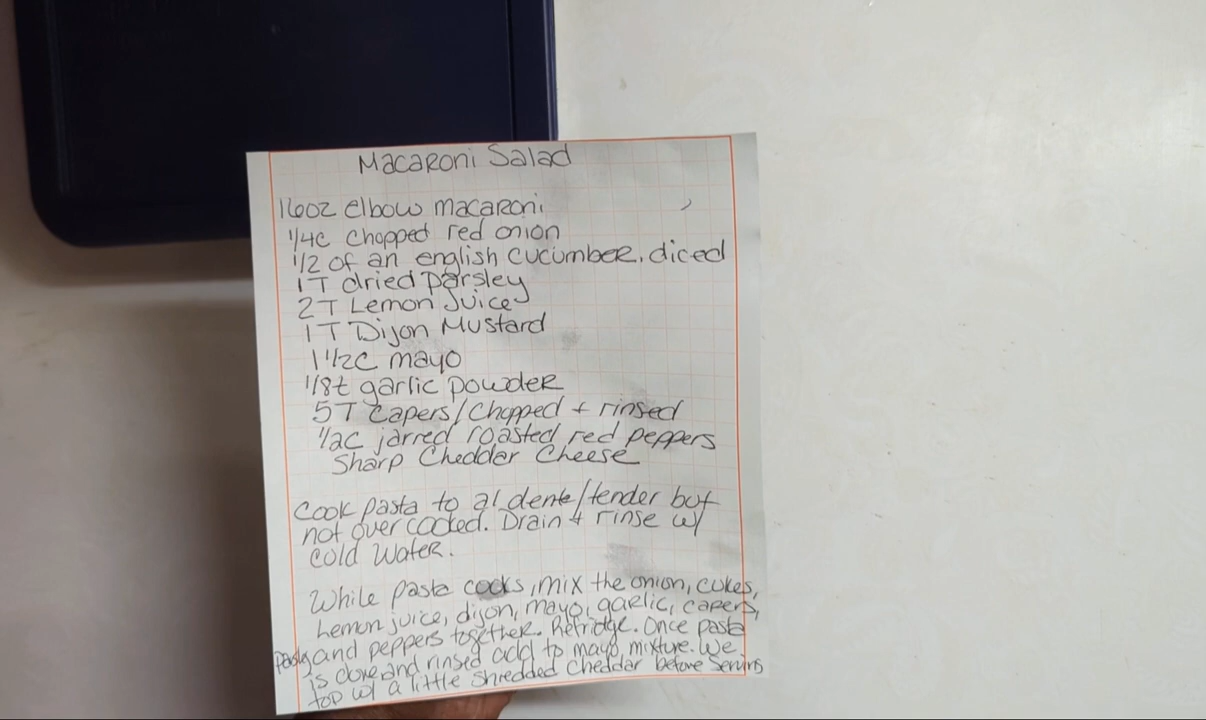 Macaroni Salad
16oz elbow macaroni
1/4c chopped red onion
1/2 of an english cucumber, diced
1T dried parsley
2T Lemon Juice
1T Dijon Mustard
1 1/2c mayo
1/8t garlic powder
5T capers/chopped + rinsed
1/2c jarred roasted red peppers
Sharp Cheddar Cheese
Cook pasta to al dente/tender but
not over cooked. Drain + rinse w/
cold water.
While pasta cooks, mix the onion, cukes,
Lemon juice, dijon, mayo, garlic, capers,
parsley and peppers together. Refridge. Once pasta
is done and rinsed add to mayo mixture. We
top w/ a little shredded cheddar before serving